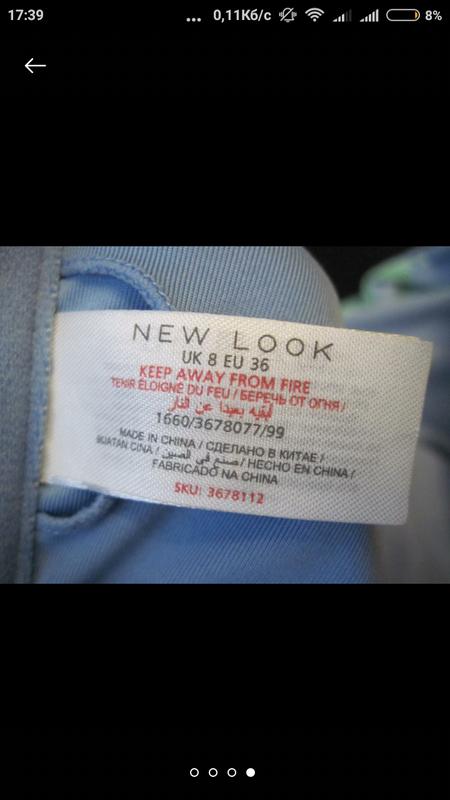 17:39
... 0,11Кб/с
8%
NEW LOOK
UK 8 EU 36
KEEP AWAY FROM FIRE
TENIR ÉLOIGNÉ DU FEU / БЕРЕЧЬ ОТ ОГНЯ /
أبقيه بعيدا عن النار
1660/3678077/99
MADE IN CHINA / СДЕЛАНО В КИТАЕ /
BUATAN CINA / صنع في الصين / HECHO EN CHINA /
FABRICADO NA CHINA
SKU: 3678112